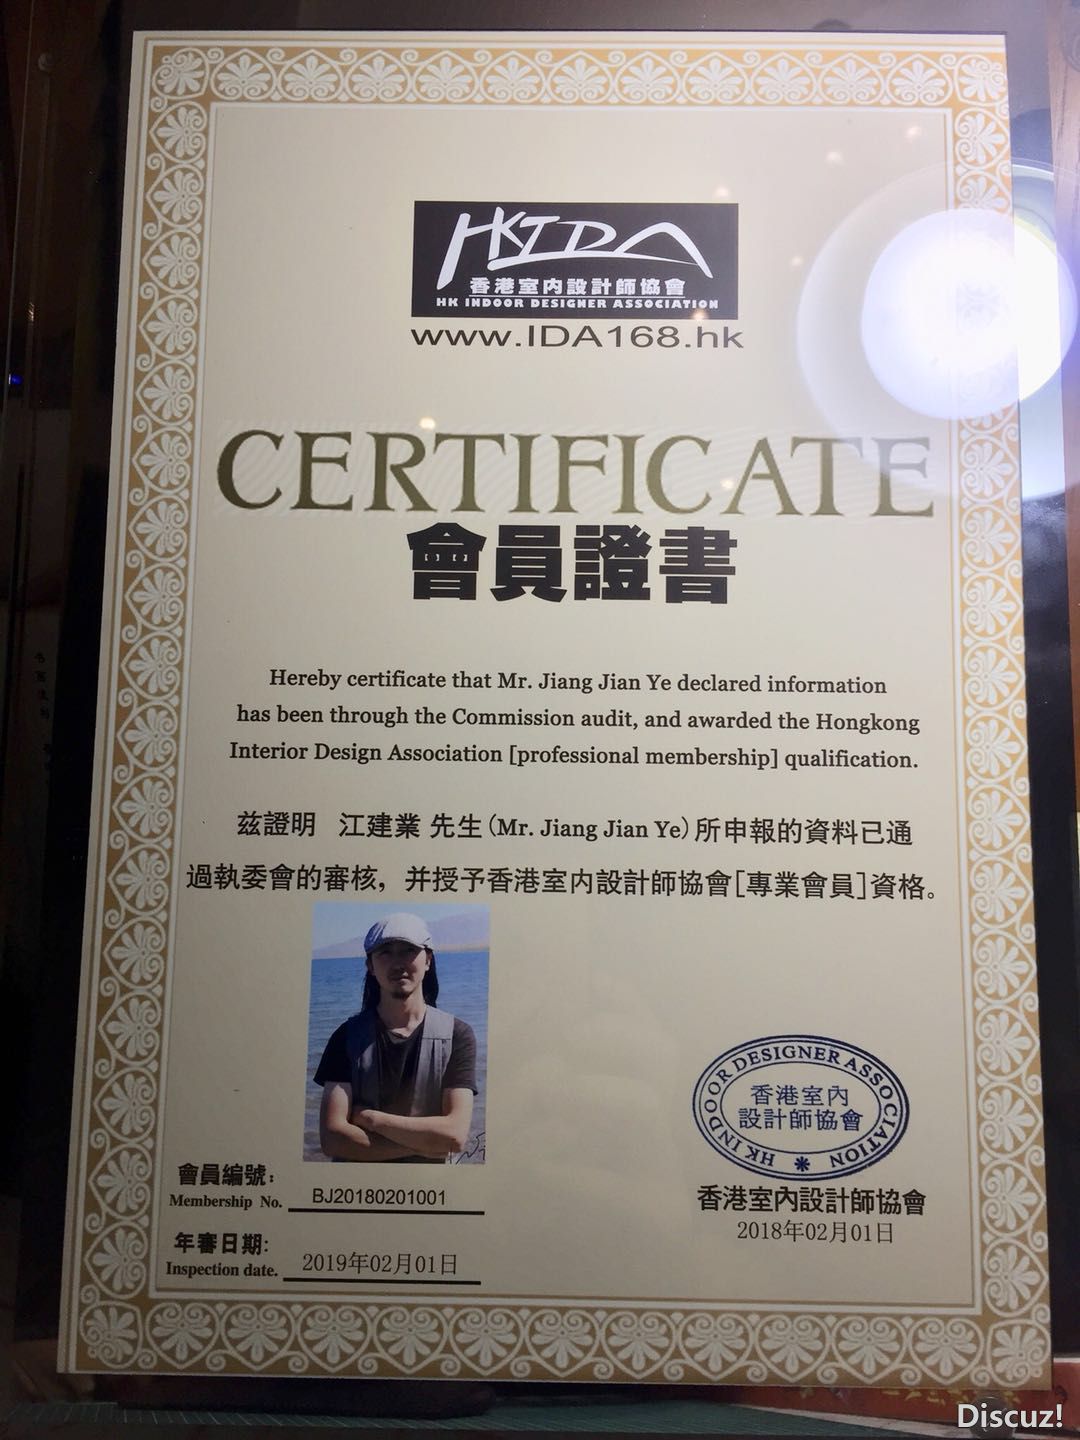 HKIDA
香港室內設計師協會
HK INDOOR DESIGNER ASSOCIATION
www.IDA168.hk
CERTIFICATE
會員證書
Hereby certificate that Mr. Jiang Jian Ye declared information
has been through the Commission audit, and awarded the Hongkong
Interior Design Association [professional membership] qualification.
兹證明 江建業 先生(Mr. Jiang Jian Ye)所申報的資料已通
過執委會的審核，并授予香港室內設計師協會[專業會員]資格。
HK INDOOR DESIGNER ASSOCIATION
香港室內
設計師協會
會員編號：
Membership No. BJ20180201001
香港室內設計師協會
2018年02月01日
年審日期：
Inspection date. 2019年02月01日
Discuz!